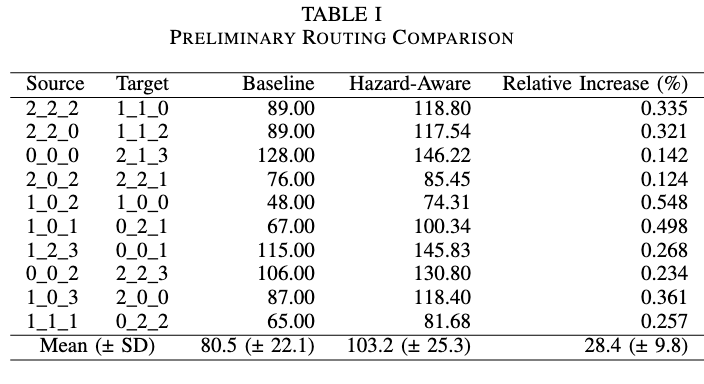 TABLE I
PRELIMINARY ROUTING COMPARISON
Source Target Baseline Hazard-Aware Relative Increase (%)
2_2_2 1_1_0 89.00 118.80 0.335
2_2_0 1_1_2 89.00 117.54 0.321
0_0_0 2_1_3 128.00 146.22 0.142
2_0_2 2_2_1 76.00 85.45 0.124
1_0_2 1_0_0 48.00 74.31 0.548
1_0_1 0_2_1 67.00 100.34 0.498
1_2_3 0_0_1 115.00 145.83 0.268
0_0_2 2_2_3 106.00 130.80 0.234
1_0_3 2_0_0 87.00 118.40 0.361
1_1_1 0_2_2 65.00 81.68 0.257
Mean (± SD) 80.5 (± 22.1) 103.2 (± 25.3) 28.4 (± 9.8)